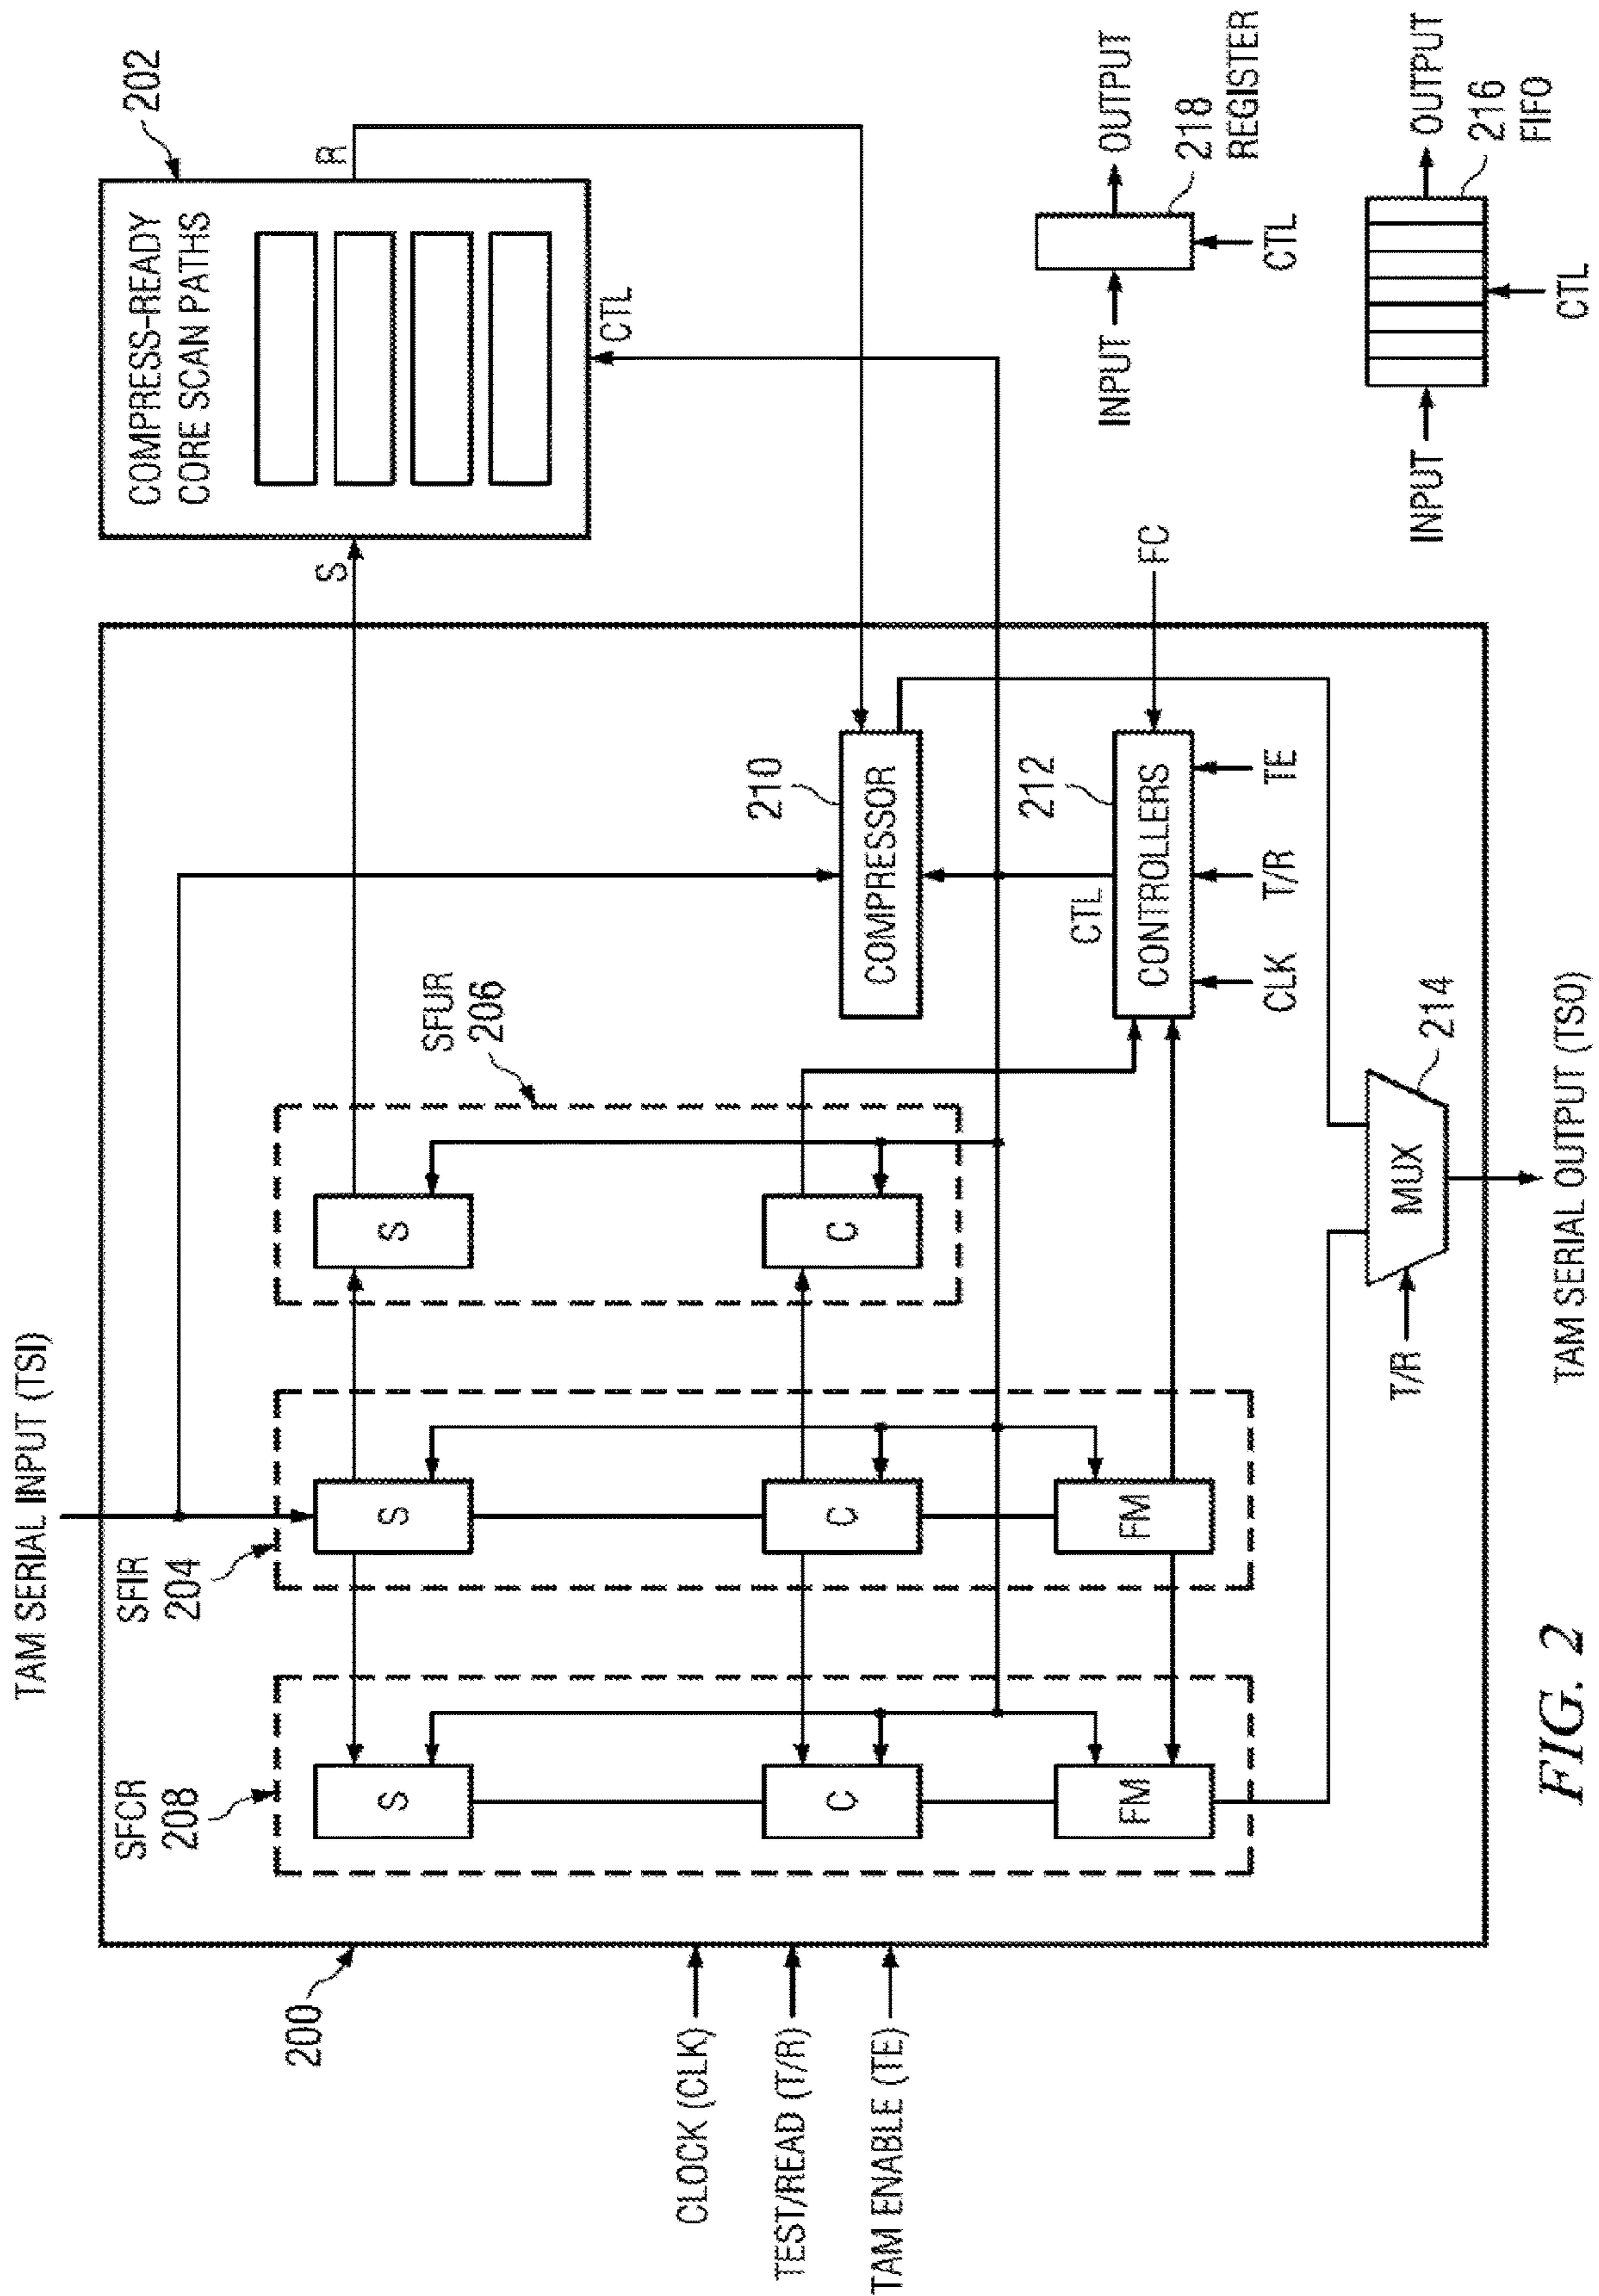 200
CLOCK (CLK)
TEST/READ (T/R)
TAM ENABLE (TE)
TAM SERIAL INPUT (TSI)
SFCR
208
S
C
FM
SFIR
204
S
C
FM
SFUR
206
S
C
COMPRESSOR
210
CTL
CONTROLLERS
212
CLK
T/R
TE
FC
T/R
MUX
214
TAM SERIAL OUTPUT (TSO)
S
COMPRESS-READY
CORE SCAN PATHS
202
R
CTL
INPUT
OUTPUT
218
REGISTER
CTL
INPUT
OUTPUT
216
FIFO
CTL
FIG. 2